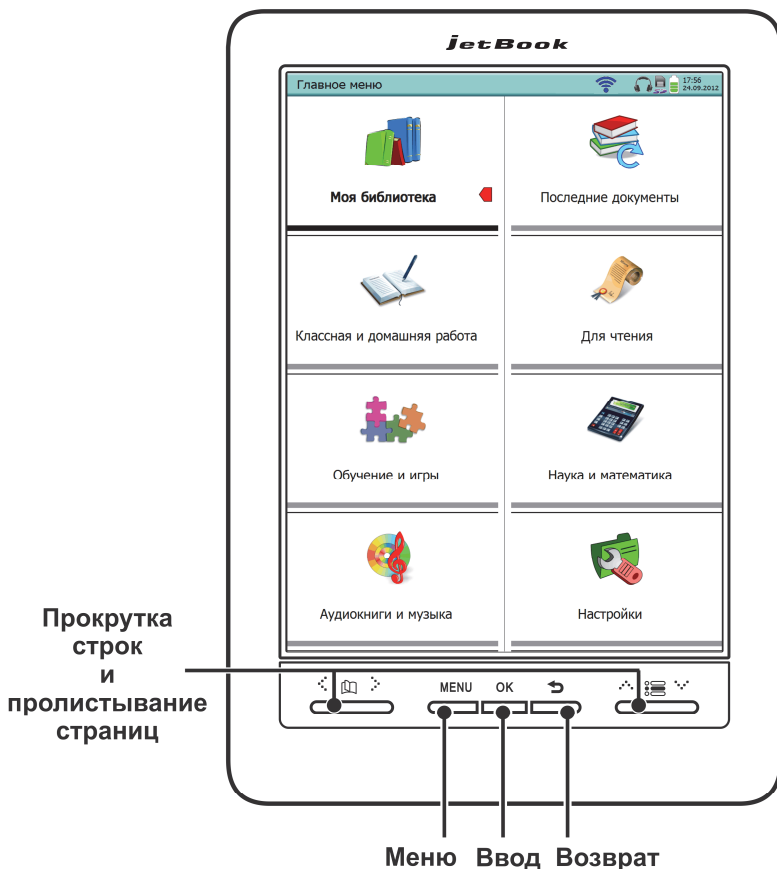 jetBook
Главное меню
17:56
24.09.2012
Моя библиотека
Последние документы
Классная и домашняя работа
Для чтения
Обучение и игры
Наука и математика
Аудиокниги и музыка
Настройки
Прокрутка
строк
и
пролистывание
страниц
MENU
OK
Меню
Ввод
Возврат